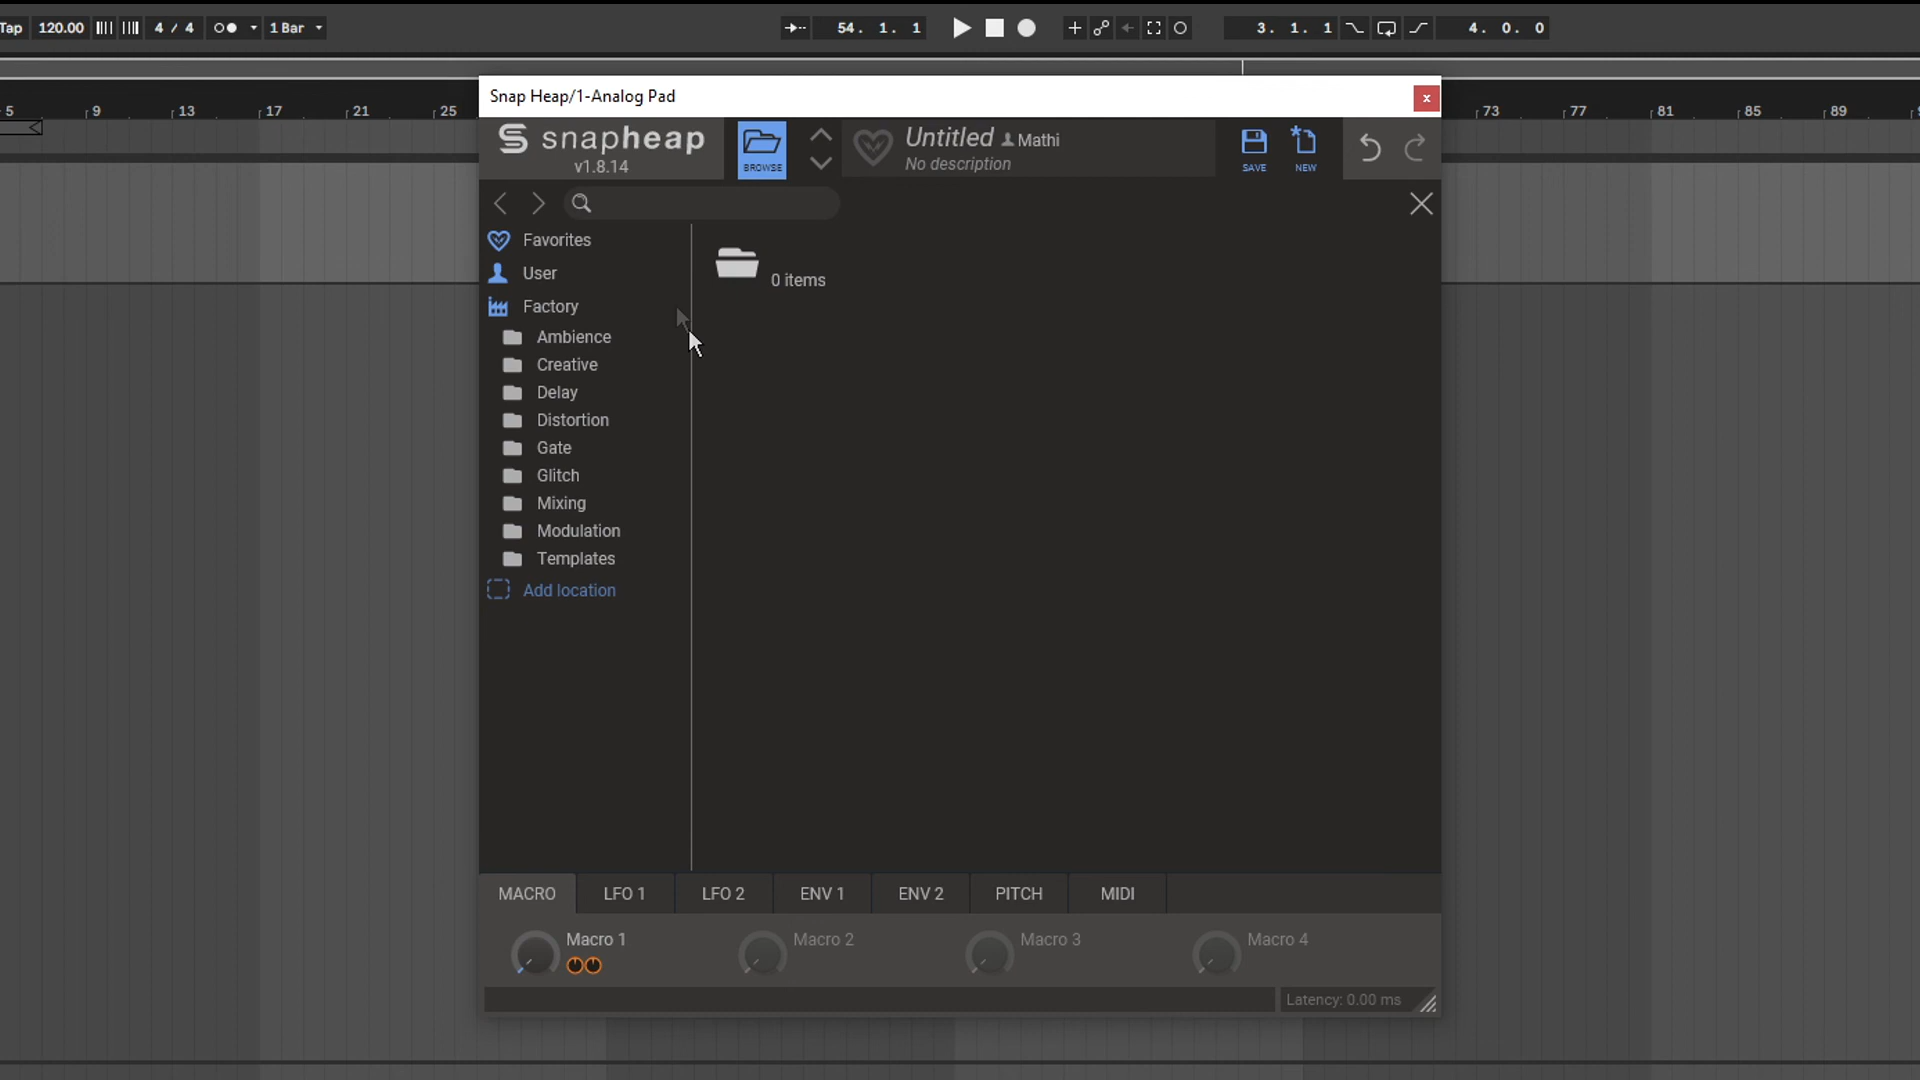 Tap 120.00 4 / 4 1 Bar 54. 1. 1 3. 1. 1 4. 0. 0
5 9 13 17 21 25 73 77 81 85 89
Snap Heap/1-Analog Pad
snapheap
v1.8.14
BROWSE
Untitled Mathi
No description
SAVE
NEW
Favorites
0 items
User
Factory
Ambience
Creative
Delay
Distortion
Gate
Glitch
Mixing
Modulation
Templates
Add location
MACRO LFO 1 LFO 2 ENV 1 ENV 2 PITCH MIDI
Macro 1 Macro 2 Macro 3 Macro 4
Latency: 0.00 ms